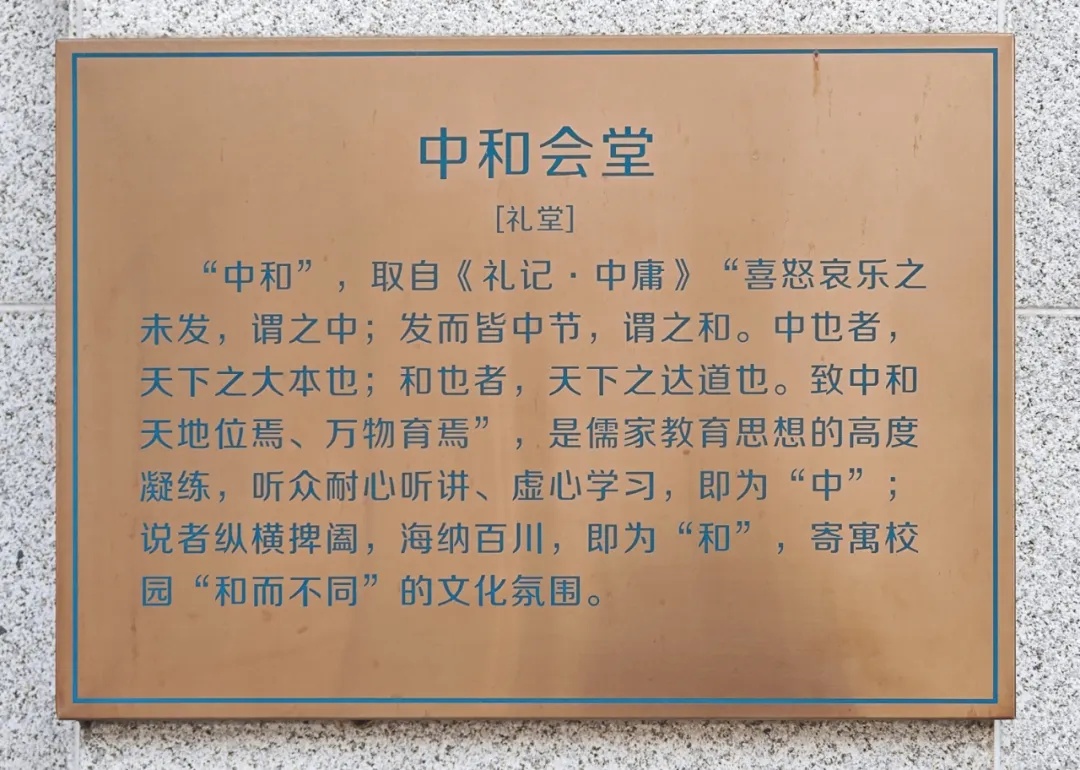 中和会堂
[礼堂]
“中和”，取自《礼记·中庸》“喜怒哀乐之
未发，谓之中；发而皆中节，谓之和。中也者，
天下之大本也；和也者，天下之达道也。致中和
天地位焉、万物育焉”，是儒家教育思想的高度
凝练，听众耐心听讲、虚心学习，即为“中”；
说者纵横捭阖，海纳百川，即为“和”，寄寓校
园“和而不同”的文化氛围。